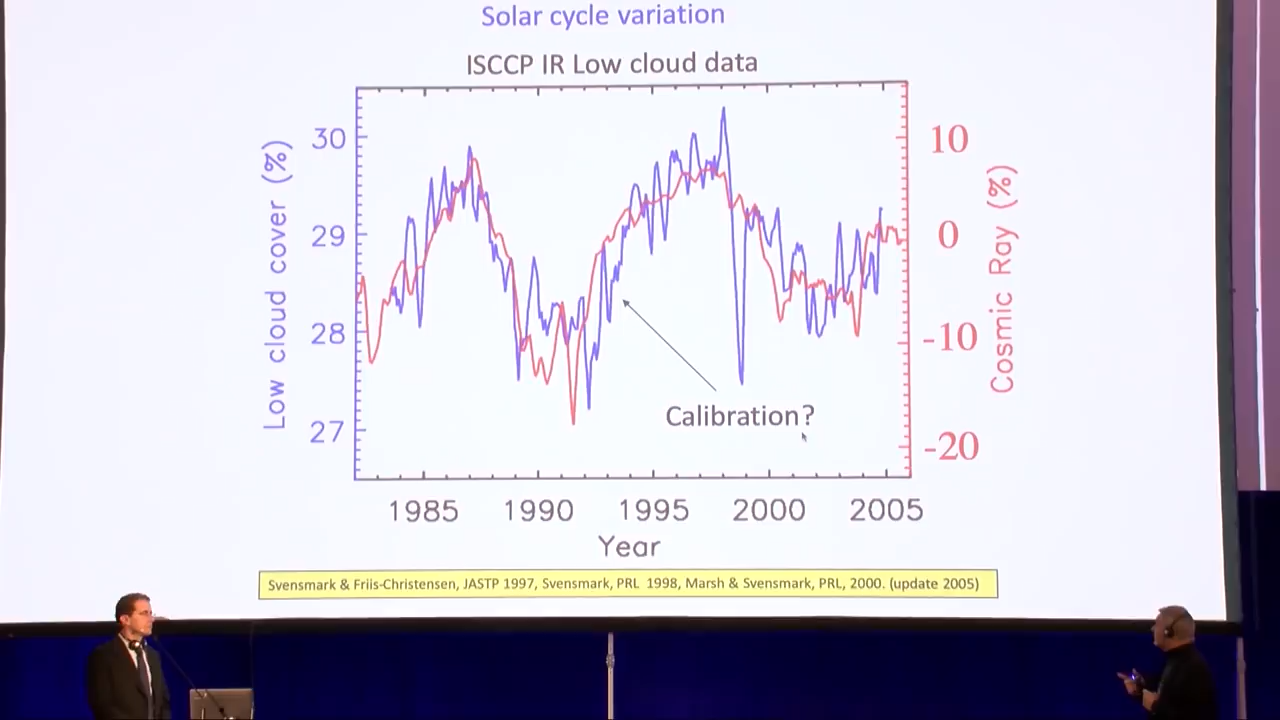 Solar cycle variation
ISCCP IR Low cloud data
30
29
28
27
Low cloud cover (%)
10
0
-10
-20
Cosmic Ray (%)
Calibration?
1985 1990 1995 2000 2005
Year
Svensmark & Friis-Christensen, JASTP 1997, Svensmark, PRL 1998, Marsh & Svensmark, PRL, 2000. (update 2005)